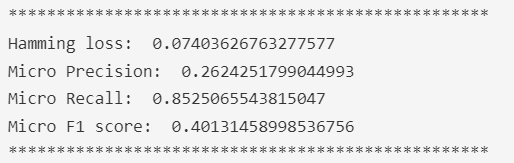 **************************************************
Hamming loss:  0.07403626763277577
Micro Precision:  0.2624251799044993
Micro Recall:  0.8525065543815047
Micro F1 score:  0.40131458998536756
**************************************************